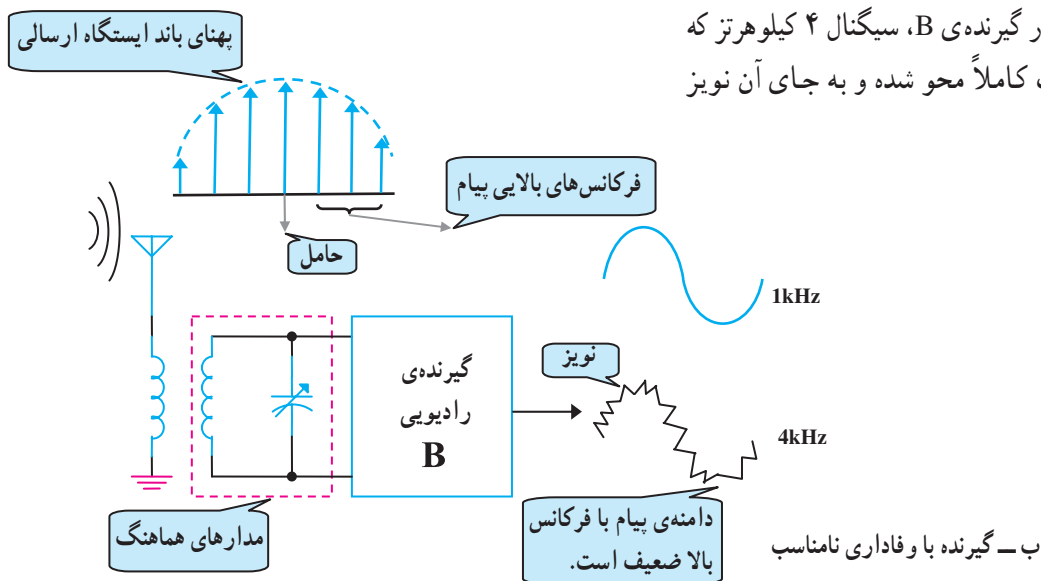 ر گیرنده‌ی B، سیگنال ۴ کیلوهرتز که
کاملاً محو شده و به جای آن نویز
پهنای باند ایستگاه ارسالی
فرکانس‌های بالایی پیام
حامل
1kHz
گیرنده‌ی
رادیویی
B
نویز
4kHz
مدارهای هماهنگ
دامنه‌ی پیام با فرکانس
بالا ضعیف است.
ب ــ گیرنده با وفاداری نامناسب